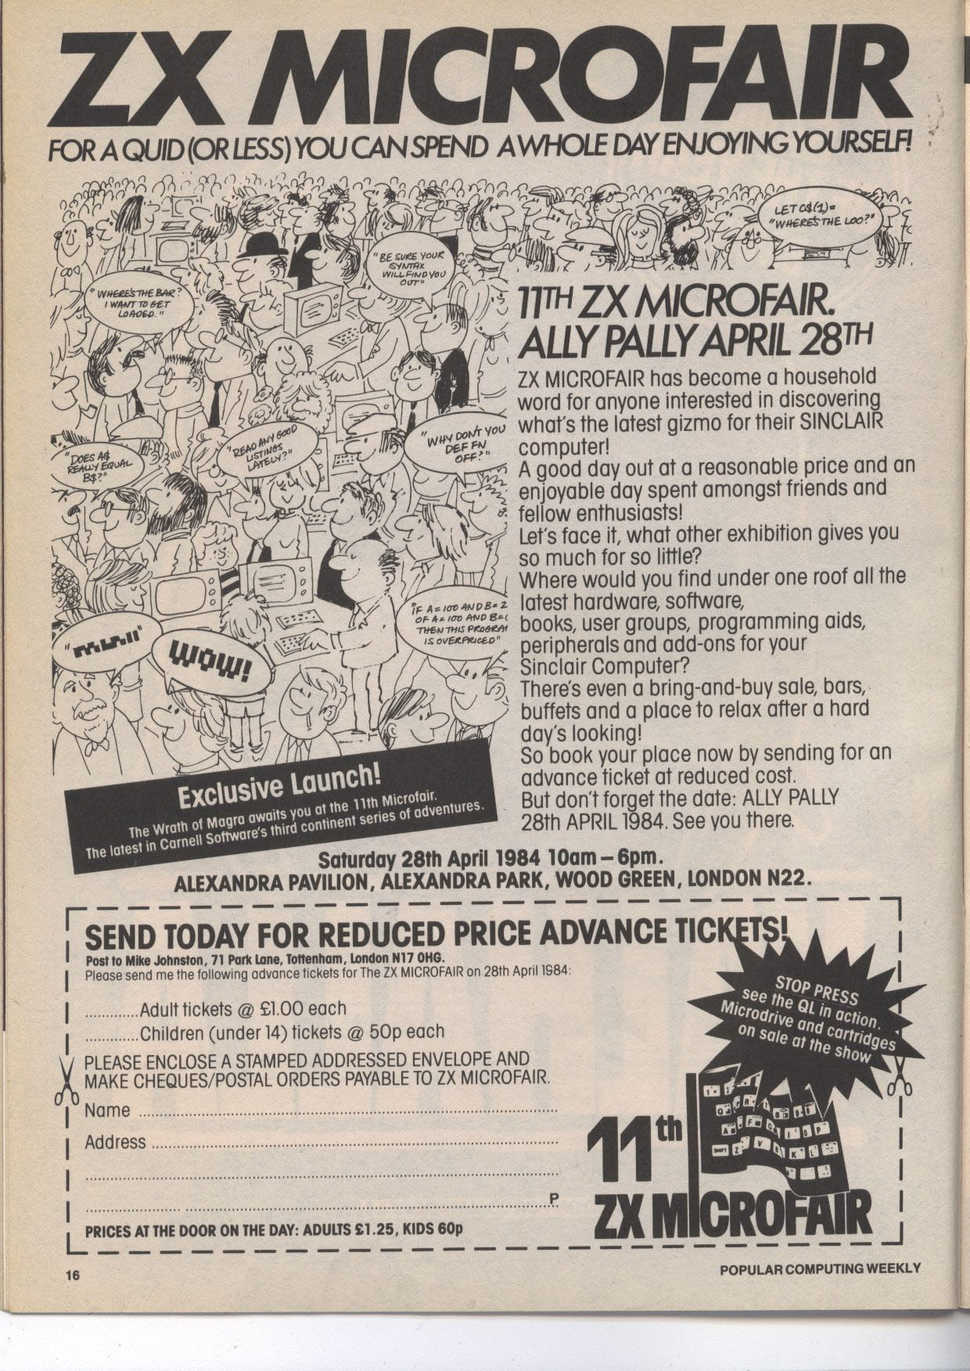 ZX MICROFAIR
FOR A QUID (OR LESS) YOU CAN SPEND A WHOLE DAY ENJOYING YOURSELF!
LET C$(1)=
"WHERE'S THE LOO?"
"BE SURE YOUR
SYNTAX
WILL FIND YOU
OUT"
"WHERE'S THE BAR?
I WANT TO GET
LOADED."
11TH ZX MICROFAIR.
ALLY PALLY APRIL 28TH
"DOES A$
REALLY EQUAL
B$?"
"READ ANY GOOD
LISTINGS
LATELY?"
"WHY DON'T YOU
DEF FN
OFF?"
"IF A=100 AND B=2
OF A=100 AND B=
THEN THIS PROGRA
IS OVERPRICED"
WOW!
ZX MICROFAIR has become a household
word for anyone interested in discovering
what's the latest gizmo for their SINCLAIR
computer!
A good day out at a reasonable price and an
enjoyable day spent amongst friends and
fellow enthusiasts!
Let's face it, what other exhibition gives you
so much for so little?
Where would you find under one roof all the
latest hardware, software,
books, user groups, programming aids,
peripherals and add-ons for your
Sinclair Computer?
There's even a bring-and-buy sale, bars,
buffets and a place to relax after a hard
day's looking!
So book your place now by sending for an
advance ticket at reduced cost.
But don't forget the date: ALLY PALLY
28th APRIL 1984. See you there.
Exclusive Launch!
The Wrath of Magra awaits you at the 11th Microfair.
The latest in Carnell Software's third continent series of adventures.
Saturday 28th April 1984 10am – 6pm.
ALEXANDRA PAVILION, ALEXANDRA PARK, WOOD GREEN, LONDON N22.
SEND TODAY FOR REDUCED PRICE ADVANCE TICKETS!
Post to Mike Johnston, 71 Park Lane, Tottenham, London N17 0HG.
Please send me the following advance tickets for The ZX MICROFAIR on 28th April 1984:
.............Adult tickets @ £1.00 each
.............Children (under 14) tickets @ 50p each
PLEASE ENCLOSE A STAMPED ADDRESSED ENVELOPE AND
MAKE CHEQUES/POSTAL ORDERS PAYABLE TO ZX MICROFAIR.
Name
Address
P
PRICES AT THE DOOR ON THE DAY: ADULTS £1.25, KIDS 60p
STOP PRESS
see the QL in action.
Microdrive and cartridges
on sale at the show
11th
ZX MICROFAIR
16
POPULAR COMPUTING WEEKLY